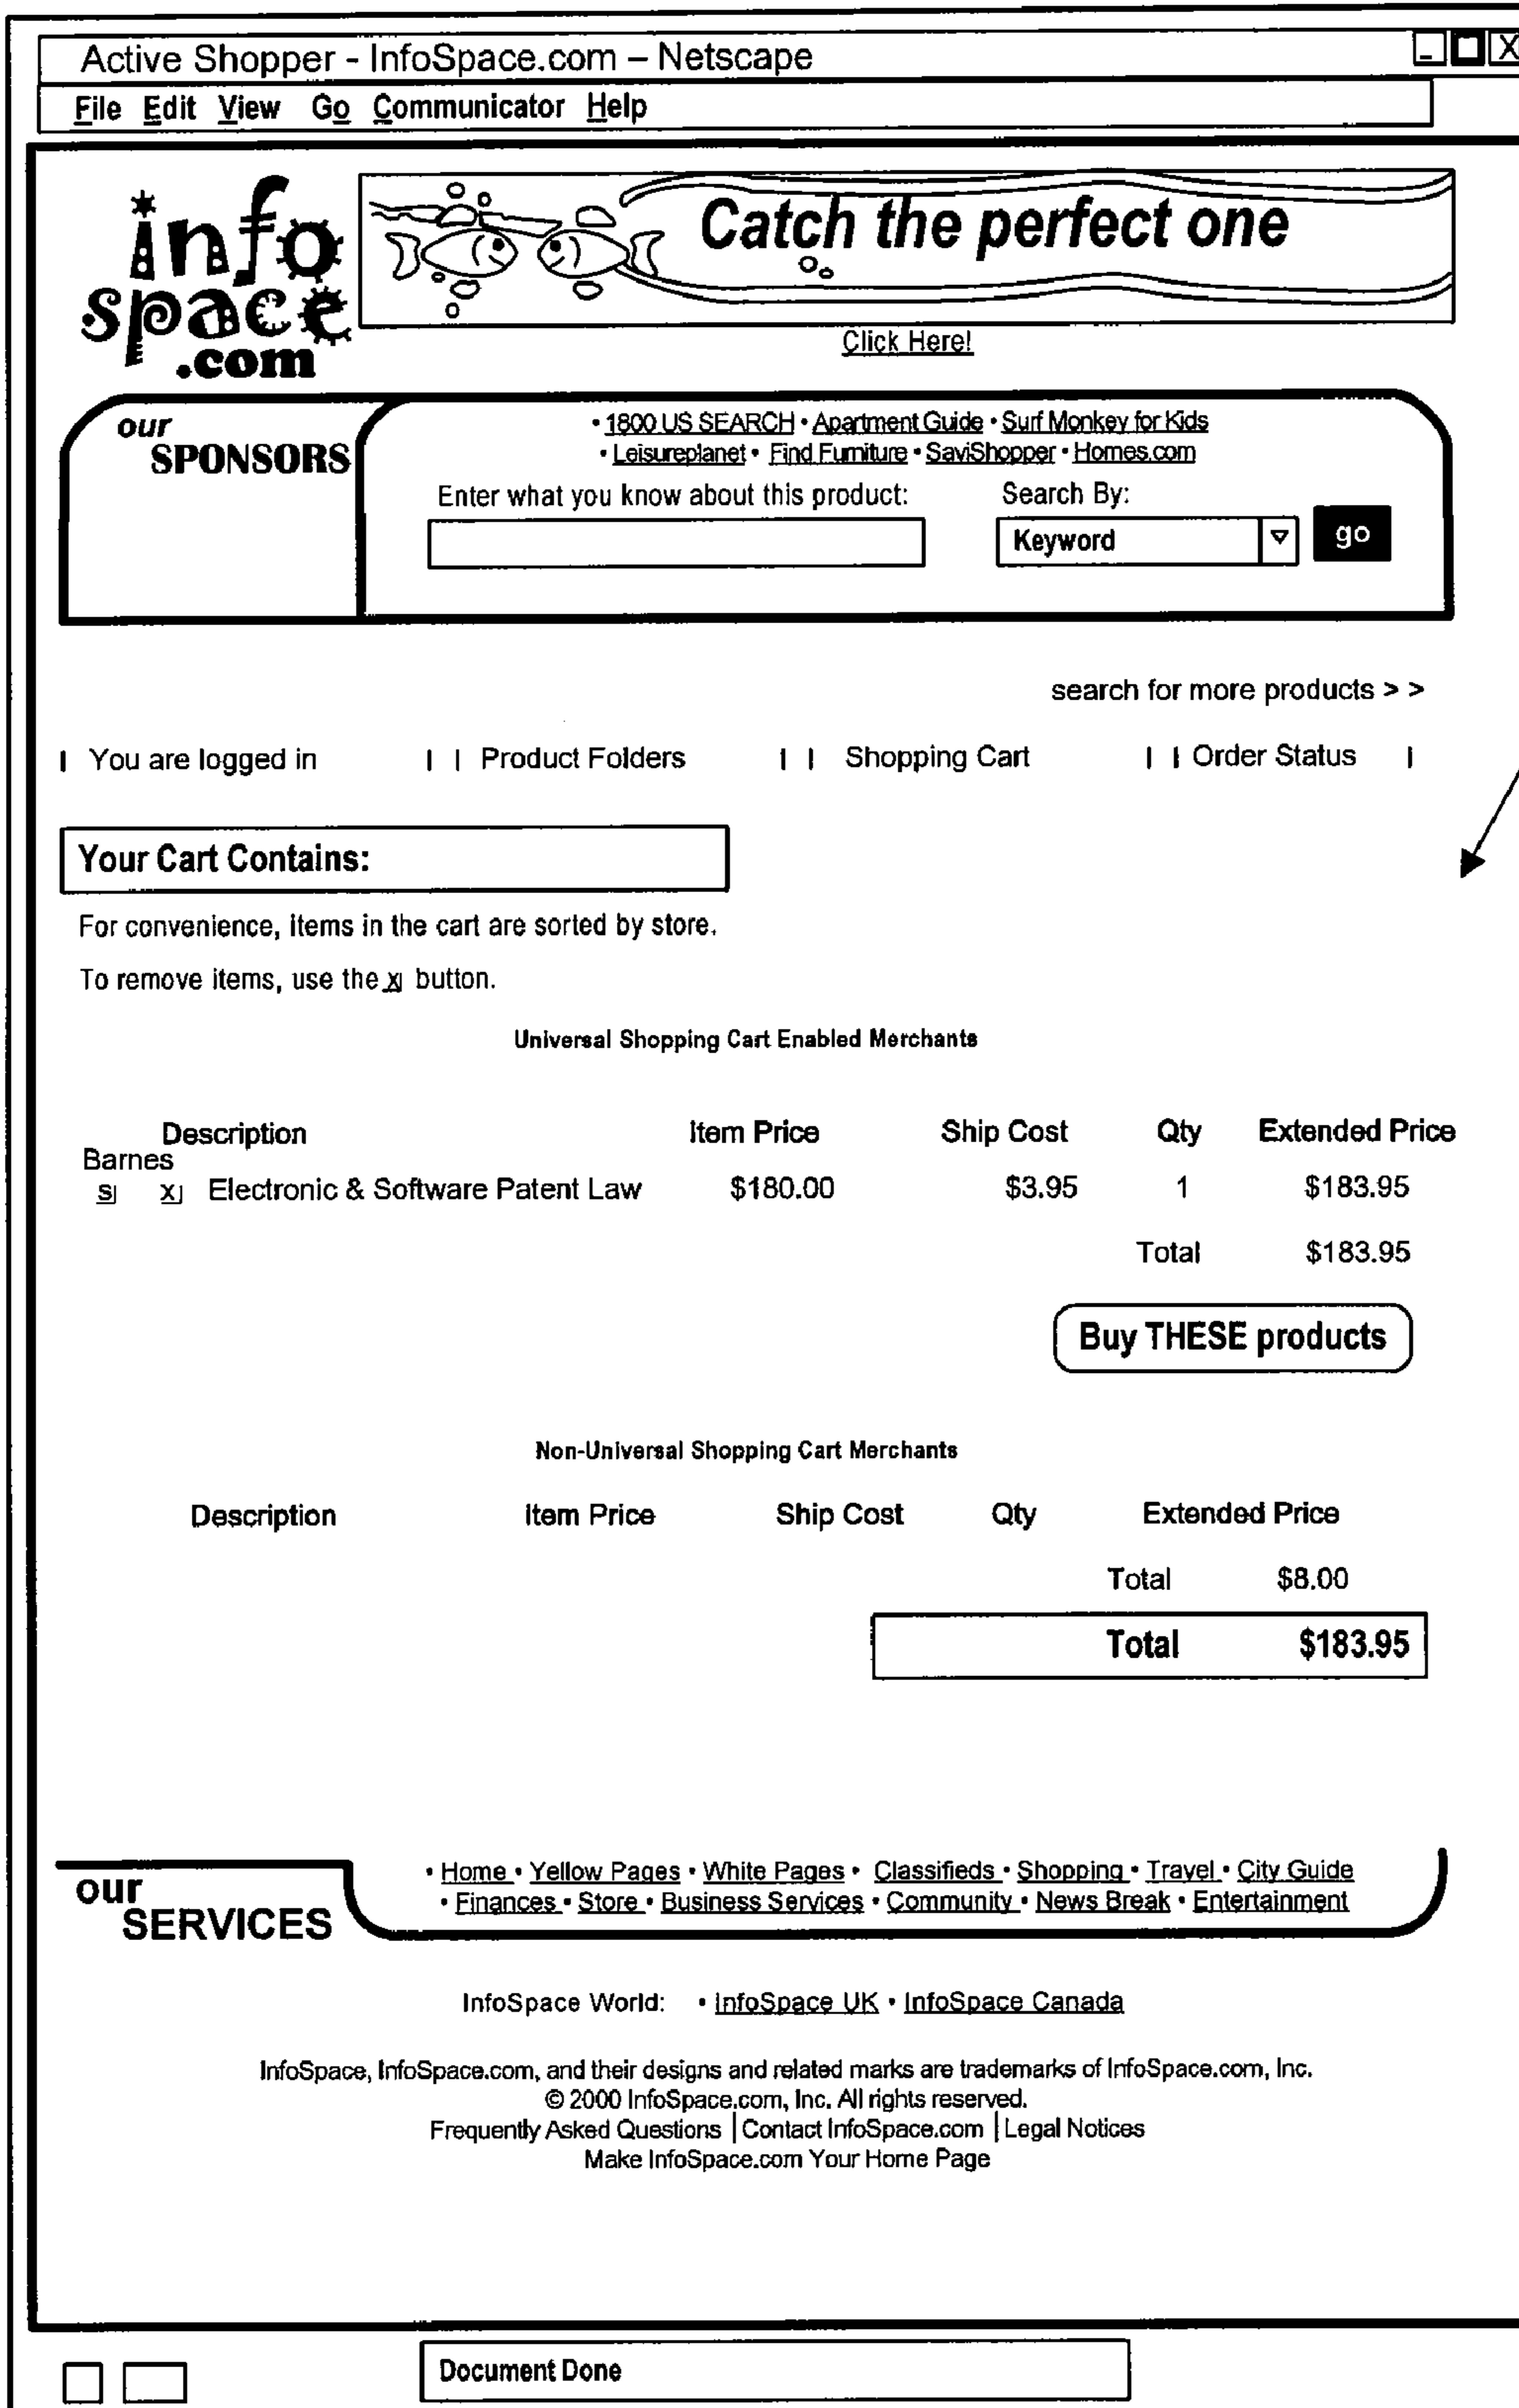 Active Shopper - InfoSpace.com – Netscape
_ X
File Edit View Go Communicator Help
info
space
.com
Catch the perfect one
Click Here!
our
SPONSORS
• 1800 US SEARCH • Apartment Guide • Surf Monkey for Kids
• Leisureplanet • Find Furniture • SaviShopper • Homes.com
Enter what you know about this product: Search By:
Keyword go
search for more products > >
| You are logged in | | Product Folders | | Shopping Cart | | Order Status |
Your Cart Contains:
For convenience, items in the cart are sorted by store.
To remove items, use the x button.
Universal Shopping Cart Enabled Merchants
Description Item Price Ship Cost Qty Extended Price
Barnes
S X Electronic & Software Patent Law $180.00 $3.95 1 $183.95
Total $183.95
Buy THESE products
Non-Universal Shopping Cart Merchants
Description Item Price Ship Cost Qty Extended Price
Total $8.00
Total $183.95
our
SERVICES
• Home • Yellow Pages • White Pages • Classifieds • Shopping • Travel • City Guide
• Finances • Store • Business Services • Community • News Break • Entertainment
InfoSpace World: • InfoSpace UK • InfoSpace Canada
InfoSpace, InfoSpace.com, and their designs and related marks are trademarks of InfoSpace.com, Inc.
© 2000 InfoSpace.com, Inc. All rights reserved.
Frequently Asked Questions | Contact InfoSpace.com | Legal Notices
Make InfoSpace.com Your Home Page
Document Done